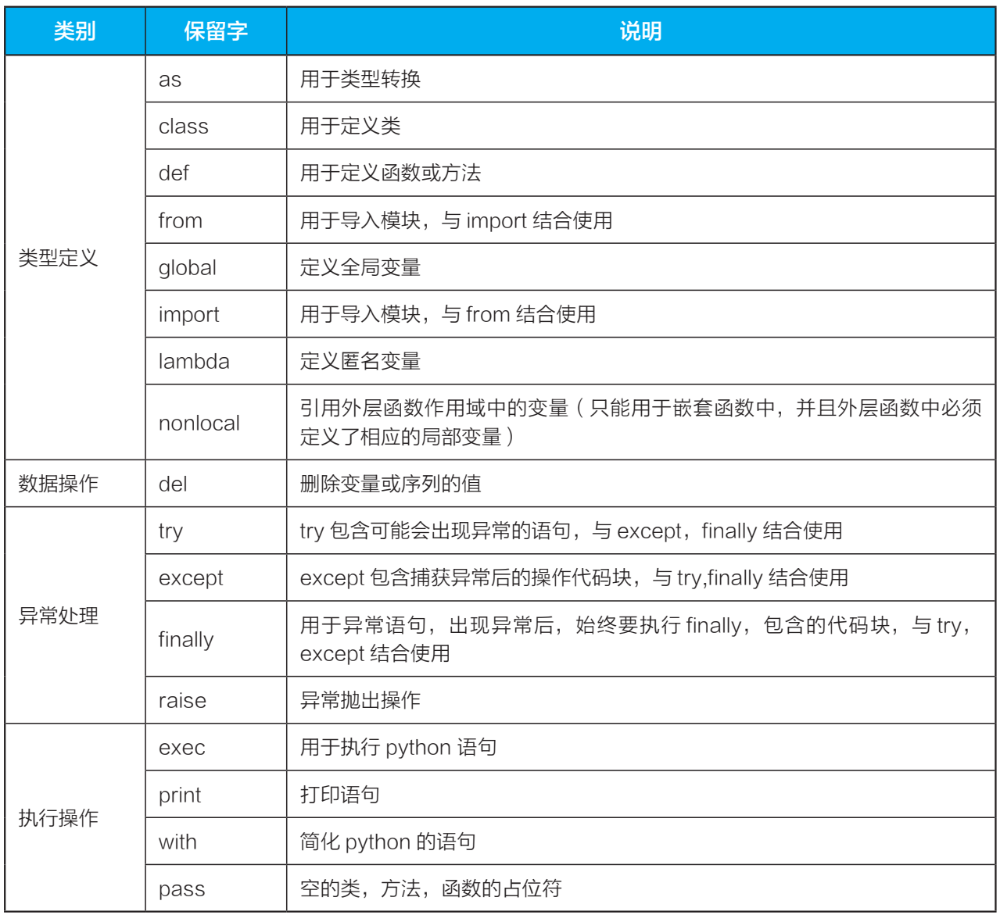 类别 保留字 说明
类型定义
as 用于类型转换
class 用于定义类
def 用于定义函数或方法
from 用于导入模块，与 import 结合使用
global 定义全局变量
import 用于导入模块，与 from 结合使用
lambda 定义匿名变量
nonlocal 引用外层函数作用域中的变量（只能用于嵌套函数中，并且外层函数中必须
定义了相应的局部变量）
数据操作 del 删除变量或序列的值
异常处理
try try 包含可能会出现异常的语句，与 except，finally 结合使用
except except 包含捕获异常后的操作代码块，与 try,finally 结合使用
finally 用于异常语句，出现异常后，始终要执行 finally，包含的代码块，与 try，
except 结合使用
raise 异常抛出操作
执行操作
exec 用于执行 python 语句
print 打印语句
with 简化 python 的语句
pass 空的类，方法，函数的占位符